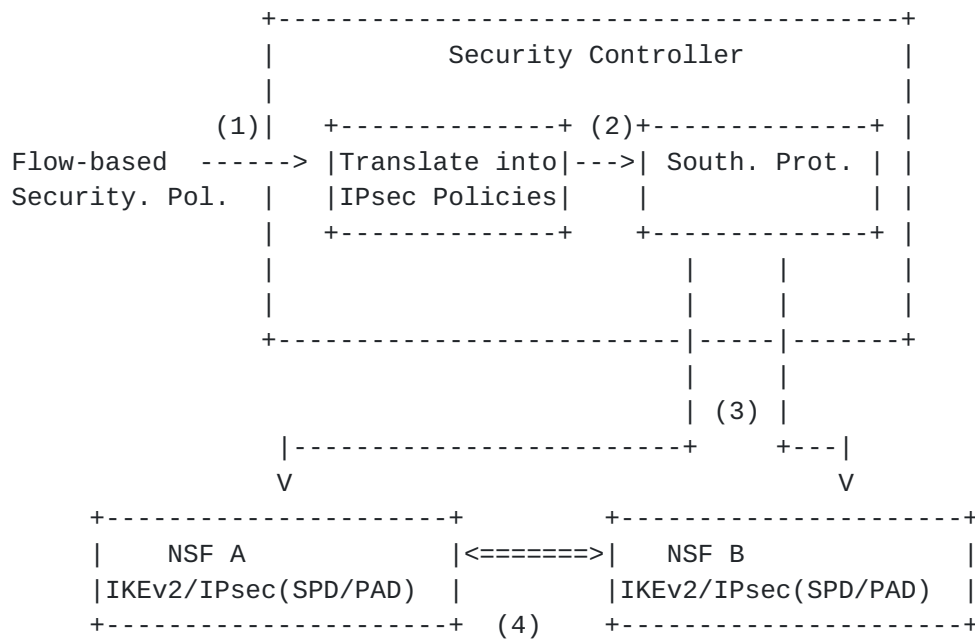 Security Controller
(1) (2)
Flow-based Translate into South. Prot.
Security. Pol. IPsec Policies
(3)
V V
NSF A NSF B
IKEv2/IPsec(SPD/PAD) IKEv2/IPsec(SPD/PAD)
(4)